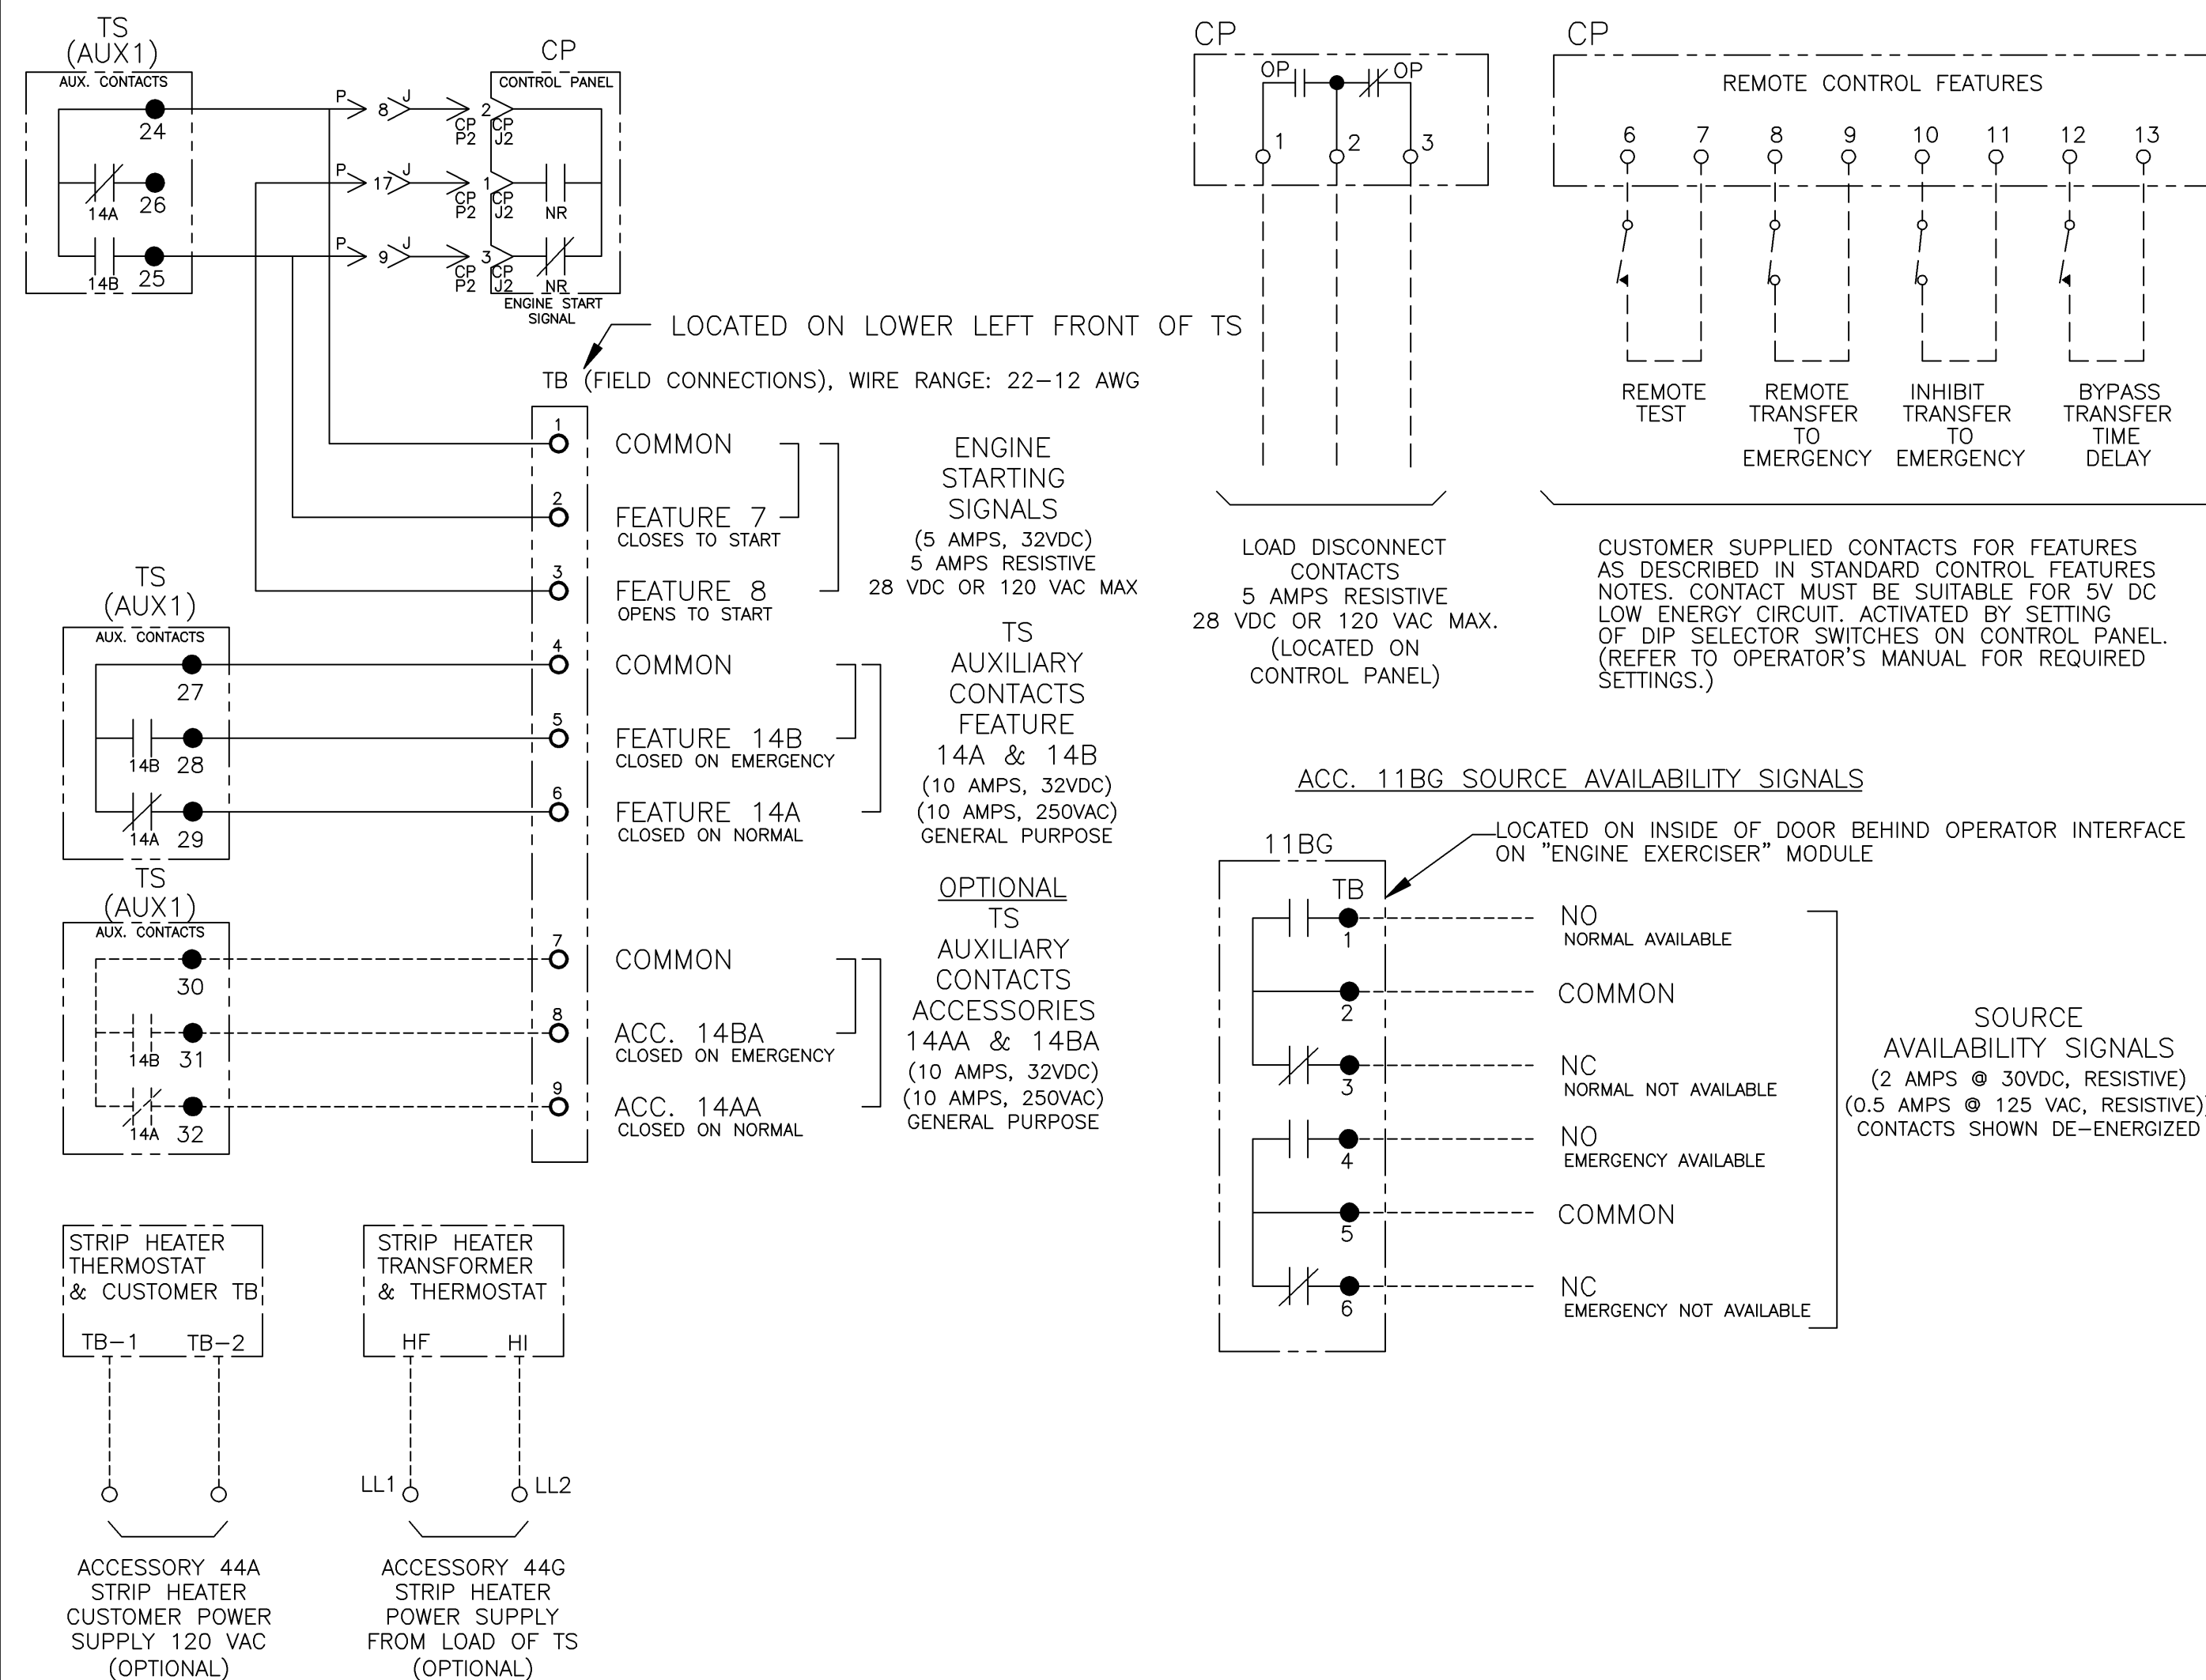 TS
(AUX1)
AUX. CONTACTS
24
26
14A
14B
25
P
8
J
CP
P2
2
CP
J2
P
17
J
CP
P2
1
CP
J2
NR
P
9
J
CP
P2
3
CP
J2
NR
CP
CONTROL PANEL
ENGINE START
SIGNAL
LOCATED ON LOWER LEFT FRONT OF TS
TB (FIELD CONNECTIONS), WIRE RANGE: 22-12 AWG
1
COMMON
2
FEATURE 7
CLOSES TO START
3
FEATURE 8
OPENS TO START
ENGINE
STARTING
SIGNALS
(5 AMPS, 32VDC)
5 AMPS RESISTIVE
28 VDC OR 120 VAC MAX
TS
(AUX1)
AUX. CONTACTS
27
14B 28
14A 29
4
COMMON
5
FEATURE 14B
CLOSED ON EMERGENCY
6
FEATURE 14A
CLOSED ON NORMAL
TS
AUXILIARY
CONTACTS
FEATURE
14A & 14B
(10 AMPS, 32VDC)
(10 AMPS, 250VAC)
GENERAL PURPOSE
TS
(AUX1)
AUX. CONTACTS
30
14B 31
14A 32
7
COMMON
8
ACC. 14BA
CLOSED ON EMERGENCY
9
ACC. 14AA
CLOSED ON NORMAL
OPTIONAL
TS
AUXILIARY
CONTACTS
ACCESSORIES
14AA & 14BA
(10 AMPS, 32VDC)
(10 AMPS, 250VAC)
GENERAL PURPOSE
STRIP HEATER
THERMOSTAT
& CUSTOMER TB
TB-1 TB-2
ACCESSORY 44A
STRIP HEATER
CUSTOMER POWER
SUPPLY 120 VAC
(OPTIONAL)
STRIP HEATER
TRANSFORMER
& THERMOSTAT
HF HI
LL1 LL2
ACCESSORY 44G
STRIP HEATER
POWER SUPPLY
FROM LOAD OF TS
(OPTIONAL)
CP
OP OP
1 2 3
LOAD DISCONNECT
CONTACTS
5 AMPS RESISTIVE
28 VDC OR 120 VAC MAX.
(LOCATED ON
CONTROL PANEL)
CP
REMOTE CONTROL FEATURES
6 7 8 9 10 11 12 13
REMOTE
TEST
REMOTE
TRANSFER
TO
EMERGENCY
INHIBIT
TRANSFER
TO
EMERGENCY
BYPASS
TRANSFER
TIME
DELAY
CUSTOMER SUPPLIED CONTACTS FOR FEATURES
AS DESCRIBED IN STANDARD CONTROL FEATURES
NOTES. CONTACT MUST BE SUITABLE FOR 5V DC
LOW ENERGY CIRCUIT. ACTIVATED BY SETTING
OF DIP SELECTOR SWITCHES ON CONTROL PANEL.
(REFER TO OPERATOR'S MANUAL FOR REQUIRED
SETTINGS.)
ACC. 11BG SOURCE AVAILABILITY SIGNALS
11BG
LOCATED ON INSIDE OF DOOR BEHIND OPERATOR INTERFACE
ON "ENGINE EXERCISER" MODULE
TB
1
NO
NORMAL AVAILABLE
2
COMMON
3
NC
NORMAL NOT AVAILABLE
4
NO
EMERGENCY AVAILABLE
5
COMMON
6
NC
EMERGENCY NOT AVAILABLE
SOURCE
AVAILABILITY SIGNALS
(2 AMPS @ 30VDC, RESISTIVE)
(0.5 AMPS @ 125 VAC, RESISTIVE)
CONTACTS SHOWN DE-ENERGIZED